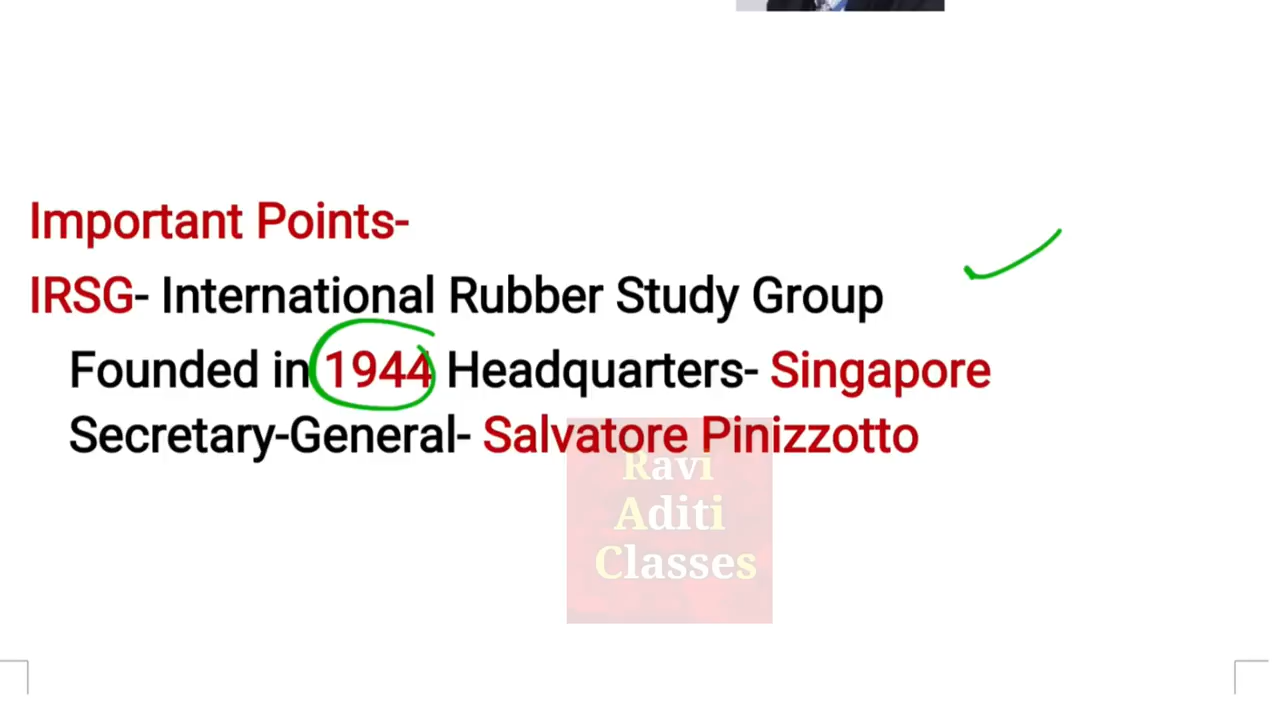 Important Points-
IRSG- International Rubber Study Group
Founded in 1944 Headquarters- Singapore
Secretary-General- Salvatore Pinizzotto
Ravi
Aditi
Classes